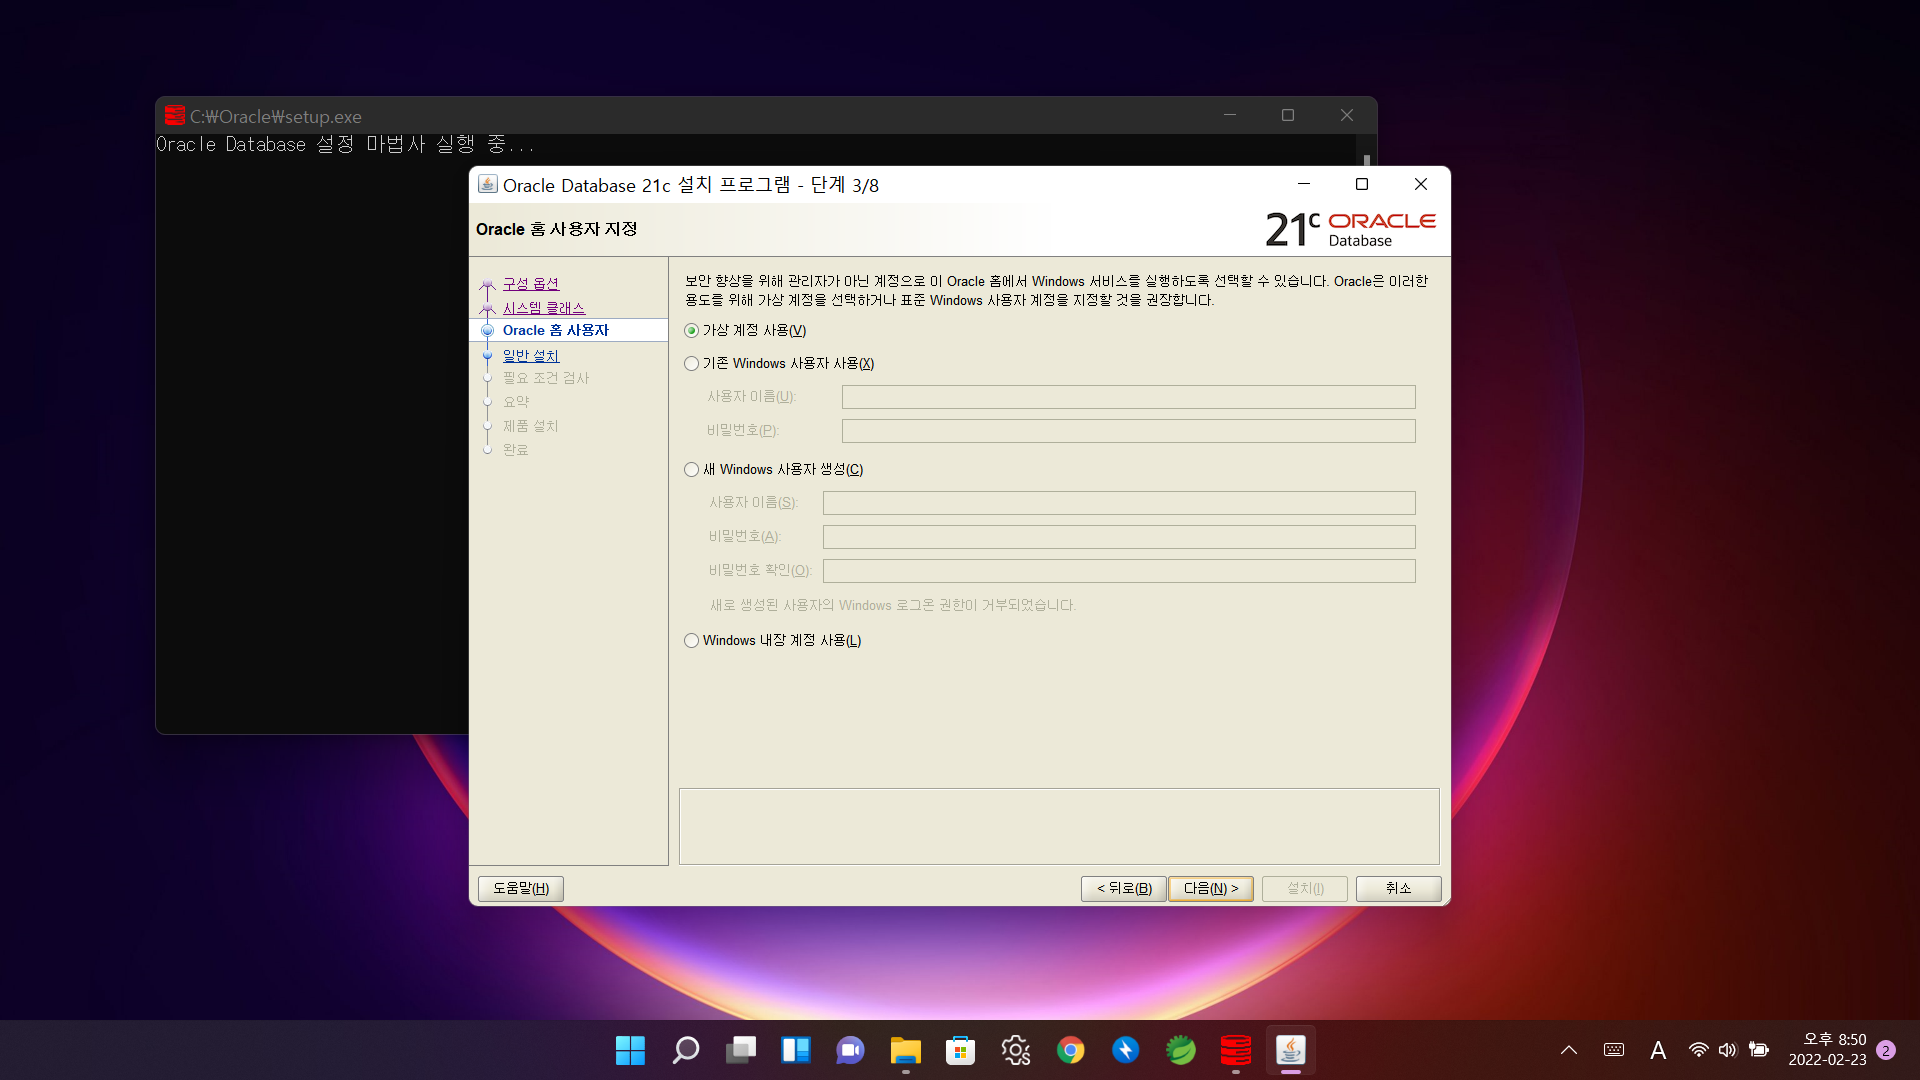 C:₩Oracle₩setup.exe
Oracle Database 설정 마법사 실행 중...
Oracle Database 21c 설치 프로그램 - 단계 3/8
Oracle 홈 사용자 지정
21c ORACLE
Database
구성 옵션
시스템 클래스
Oracle 홈 사용자
일반 설치
필요 조건 검사
요약
제품 설치
완료
보안 향상을 위해 관리자가 아닌 계정으로 이 Oracle 홈에서 Windows 서비스를 실행하도록 선택할 수 있습니다. Oracle은 이러한
용도를 위해 가상 계정을 선택하거나 표준 Windows 사용자 계정을 지정할 것을 권장합니다.
가상 계정 사용(V)
기존 Windows 사용자 사용(X)
사용자 이름(U):
비밀번호(P):
새 Windows 사용자 생성(C)
사용자 이름(S):
비밀번호(A):
비밀번호 확인(O):
새로 생성된 사용자의 Windows 로그온 권한이 거부되었습니다.
Windows 내장 계정 사용(L)
도움말(H)
< 뒤로(B)
다음(N) >
설치(I)
취소
A
오후 8:50
2022-02-23
2